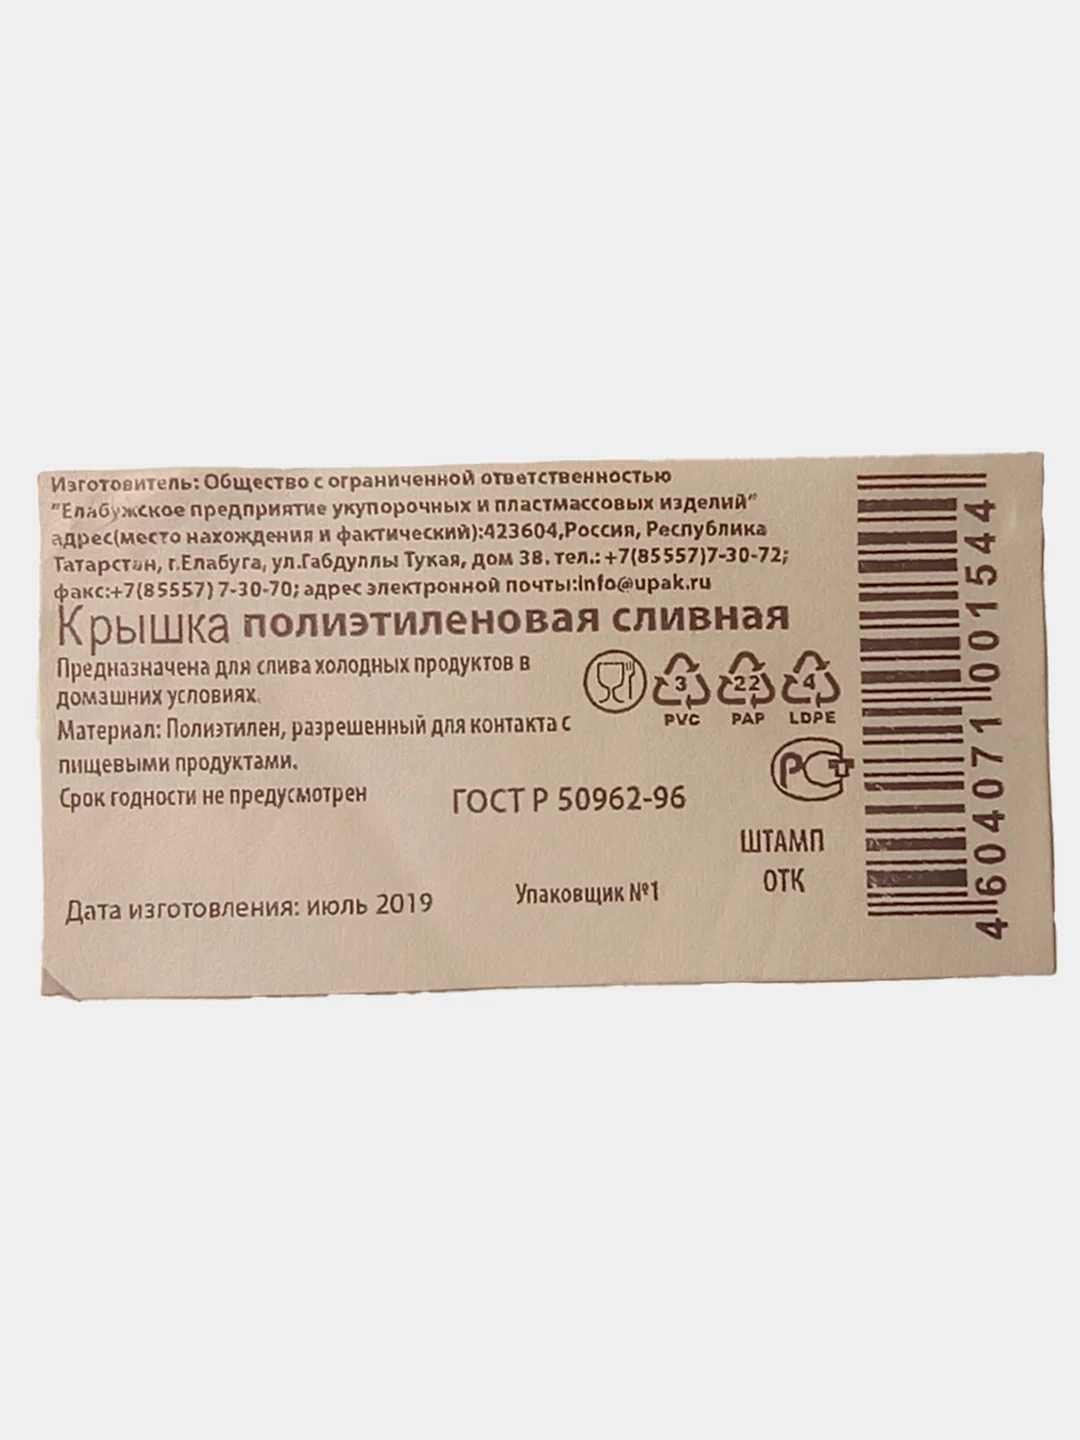 Изготовитель: Общество с ограниченной ответственностью
"Елабужское предприятие укупорочных и пластмассовых изделий"
адрес(место нахождения и фактический):423604,Россия, Республика
Татарстан, г.Елабуга, ул.Габдуллы Тукая, дом 38. тел.: +7(85557)7-30-72;
факс:+7(85557) 7-30-70; адрес электронной почты:info@upak.ru
Крышка полиэтиленовая сливная
Предназначена для слива холодных продуктов в
домашних условиях.
Материал: Полиэтилен, разрешенный для контакта с
пищевыми продуктами.
Срок годности не предусмотрен
3 22 4
PVC PAP LDPE
РСТ
ГОСТ Р 50962-96
ШТАМП
ОТК
Упаковщик №1
Дата изготовления: июль 2019
4604071001544